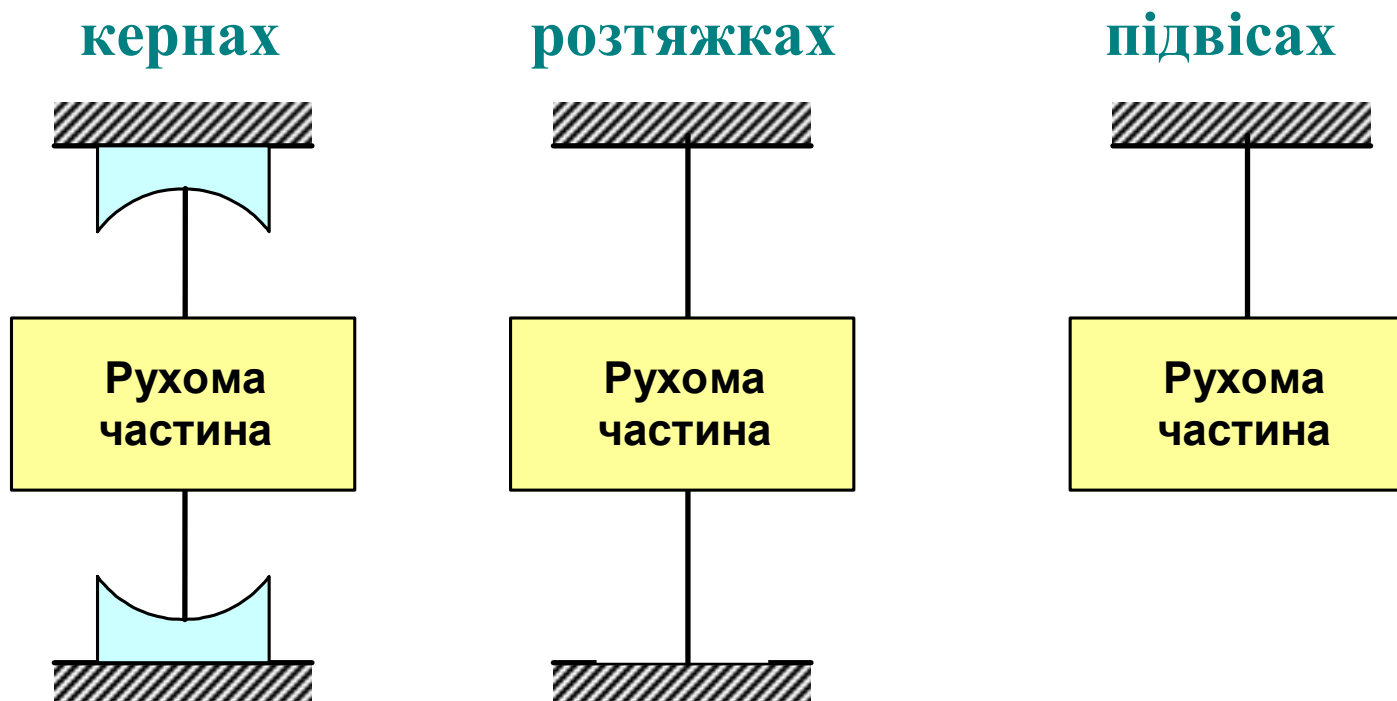 кернах
розтяжках
підвісах
Рухома
частина
Рухома
частина
Рухома
частина